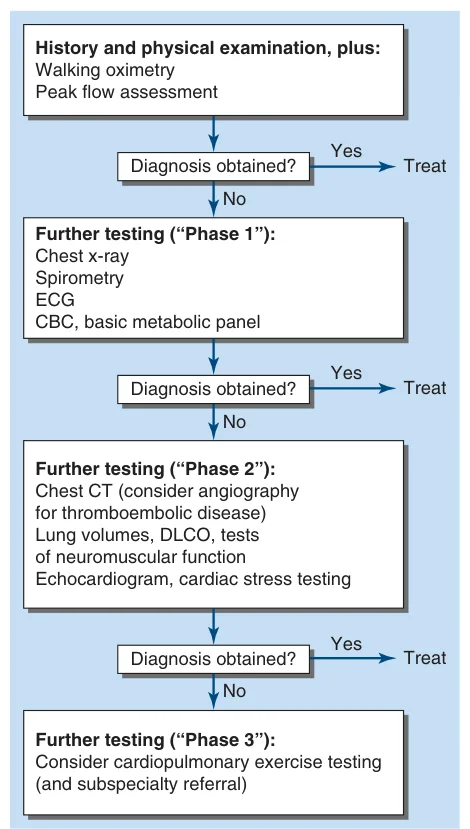 History and physical examination, plus:
Walking oximetry
Peak flow assessment
Diagnosis obtained?
Yes
Treat
No
Further testing (“Phase 1”):
Chest x-ray
Spirometry
ECG
CBC, basic metabolic panel
Diagnosis obtained?
Yes
Treat
No
Further testing (“Phase 2”):
Chest CT (consider angiography
for thromboembolic disease)
Lung volumes, DLCO, tests
of neuromuscular function
Echocardiogram, cardiac stress testing
Diagnosis obtained?
Yes
Treat
No
Further testing (“Phase 3”):
Consider cardiopulmonary exercise testing
(and subspecialty referral)